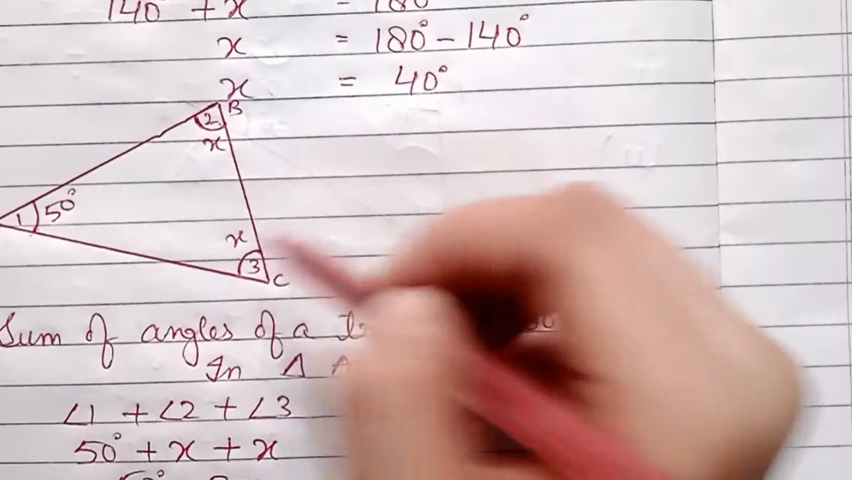 140° + x = 180
x = 180° - 140°
x = 40°
B
2
x
1 50°
x
3
C
Sum of angles of a
In Δ A
∠1 + ∠2 + ∠3
50° + x + x